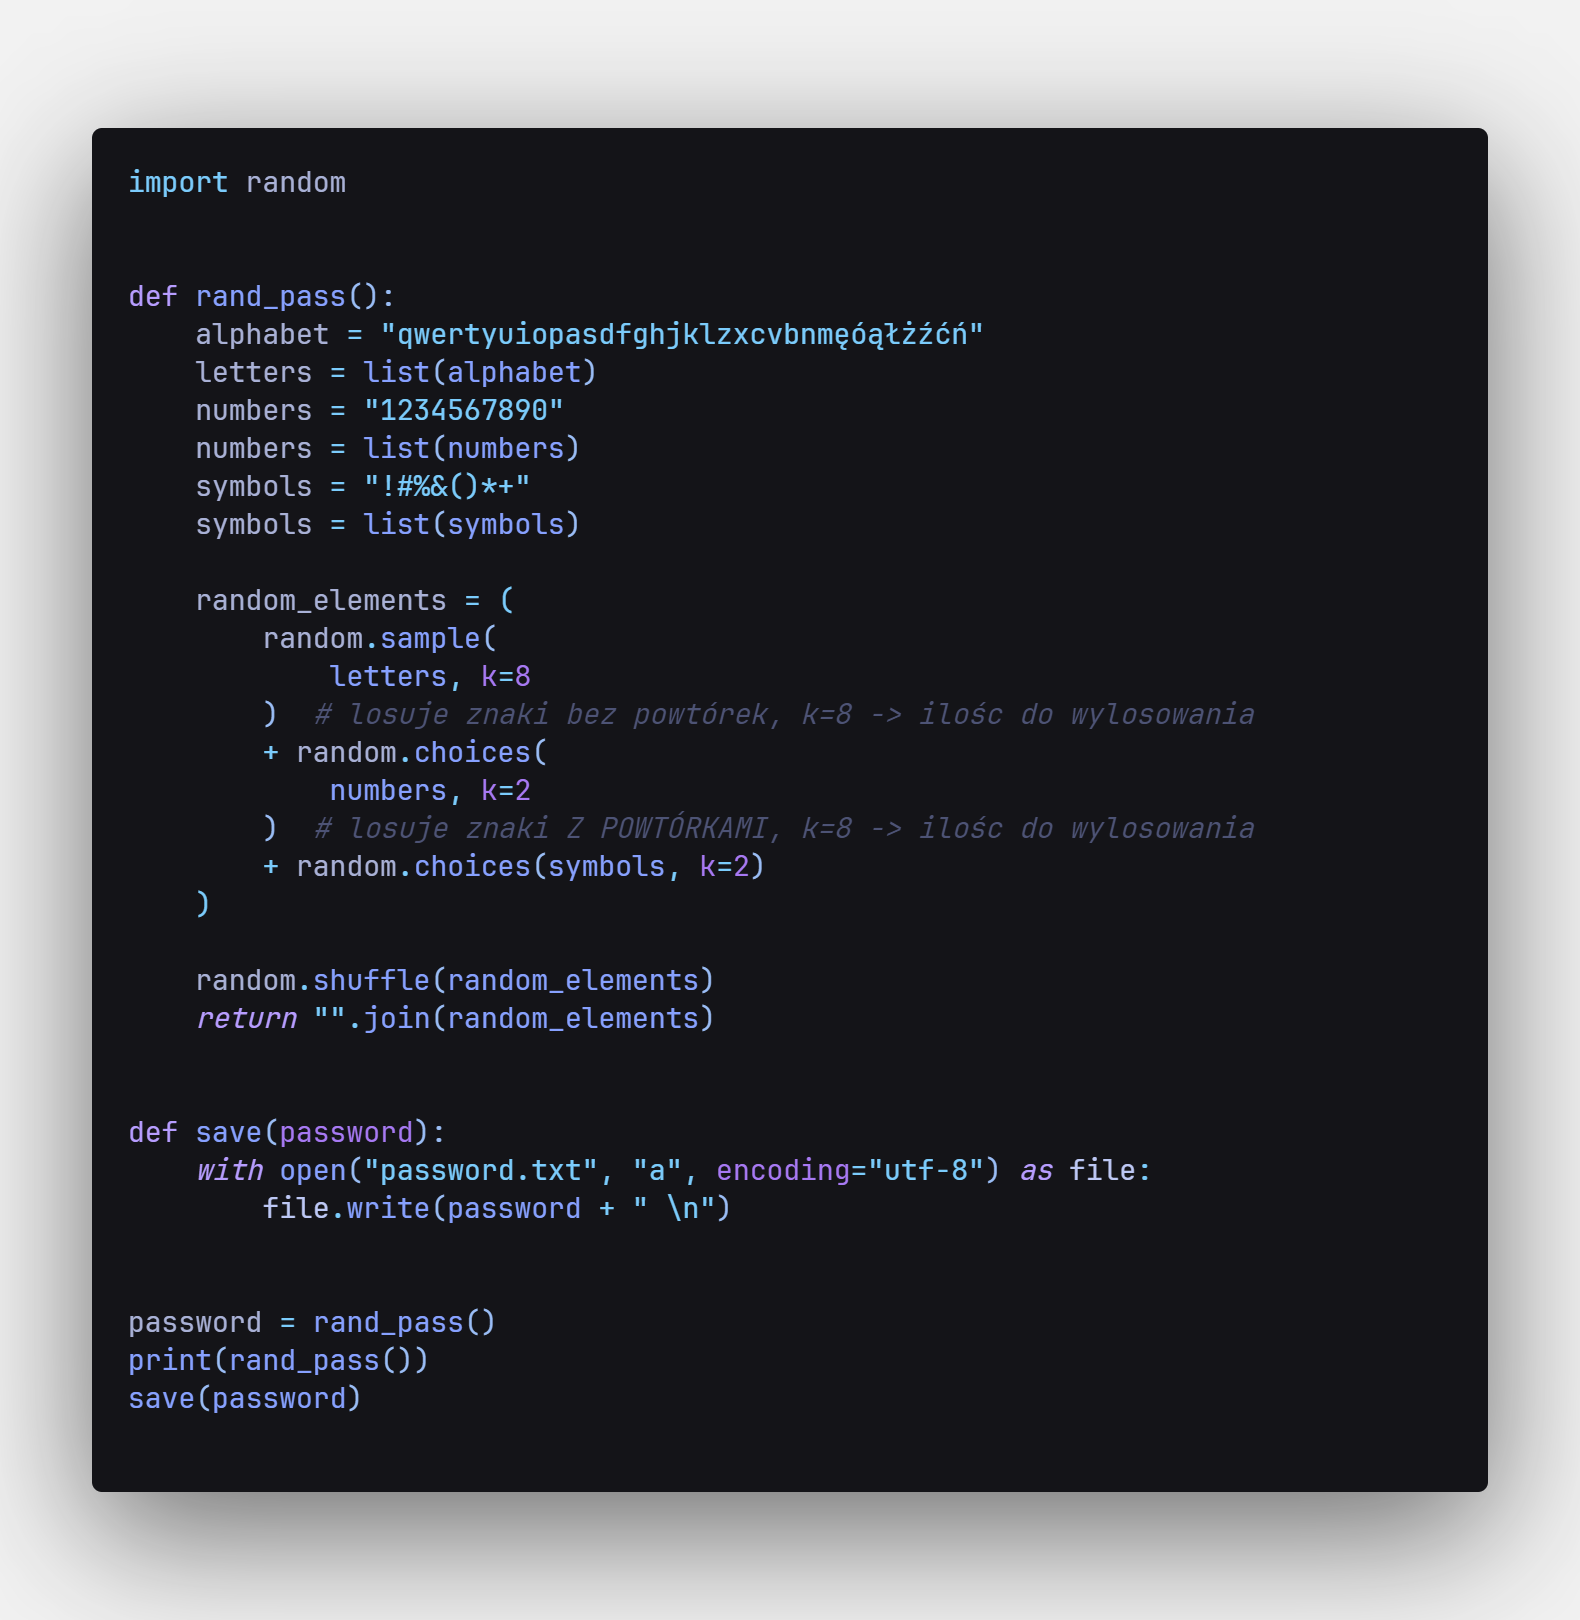 import random
def rand_pass():
    alphabet = "qwertyuiopasdfghjklzxcvbnmęóąłżźćń"
    letters = list(alphabet)
    numbers = "1234567890"
    numbers = list(numbers)
    symbols = "!#%&()*+"
    symbols = list(symbols)
    random_elements = (
        random.sample(
            letters, k=8
        )  # losuje znaki bez powtórek, k=8 -> ilośc do wylosowania
        + random.choices(
            numbers, k=2
        )  # losuje znaki Z POWTÓRKAMI, k=8 -> ilośc do wylosowania
        + random.choices(symbols, k=2)
    )
    random.shuffle(random_elements)
    return "".join(random_elements)
def save(password):
    with open("password.txt", "a", encoding="utf-8") as file:
        file.write(password + " \n")
password = rand_pass()
print(rand_pass())
save(password)